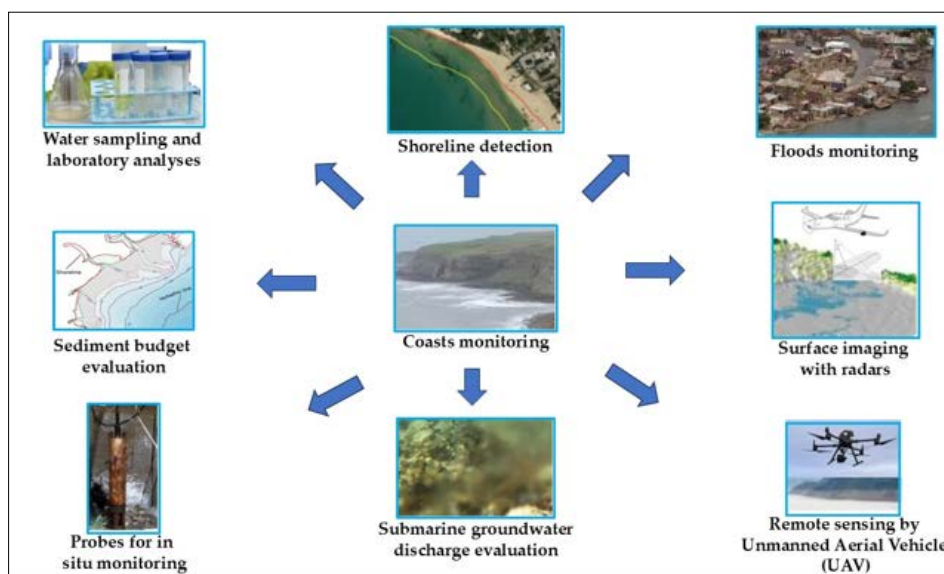 Water sampling and
laboratory analyses
Shoreline detection
Floods monitoring
Shoreline
Sediment budget
evaluation
Coasts monitoring
Surface imaging
with radars
Probes for in
situ monitoring
Submarine groundwater
discharge evaluation
Remote sensing by
Unmanned Aerial Vehicle
(UAV)